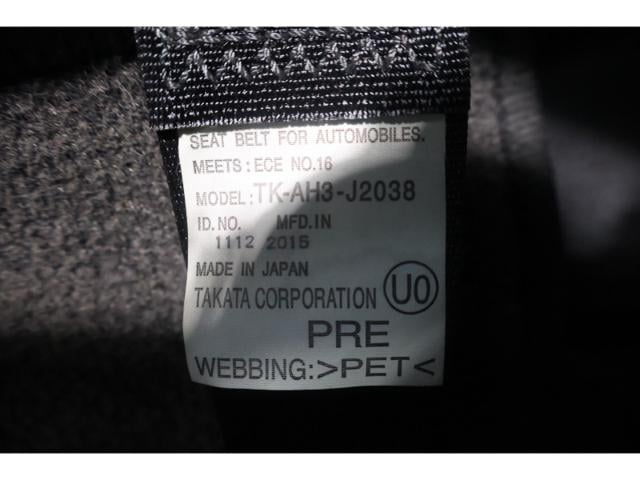 SEAT BELT FOR AUTOMOBILES.
MEETS: ECE NO.16
MODEL: TK-AH3-J2038
ID.NO. MFD.IN
1112 2015
MADE IN JAPAN
TAKATA CORPORATION U0
PRE
WEBBING:>PET<